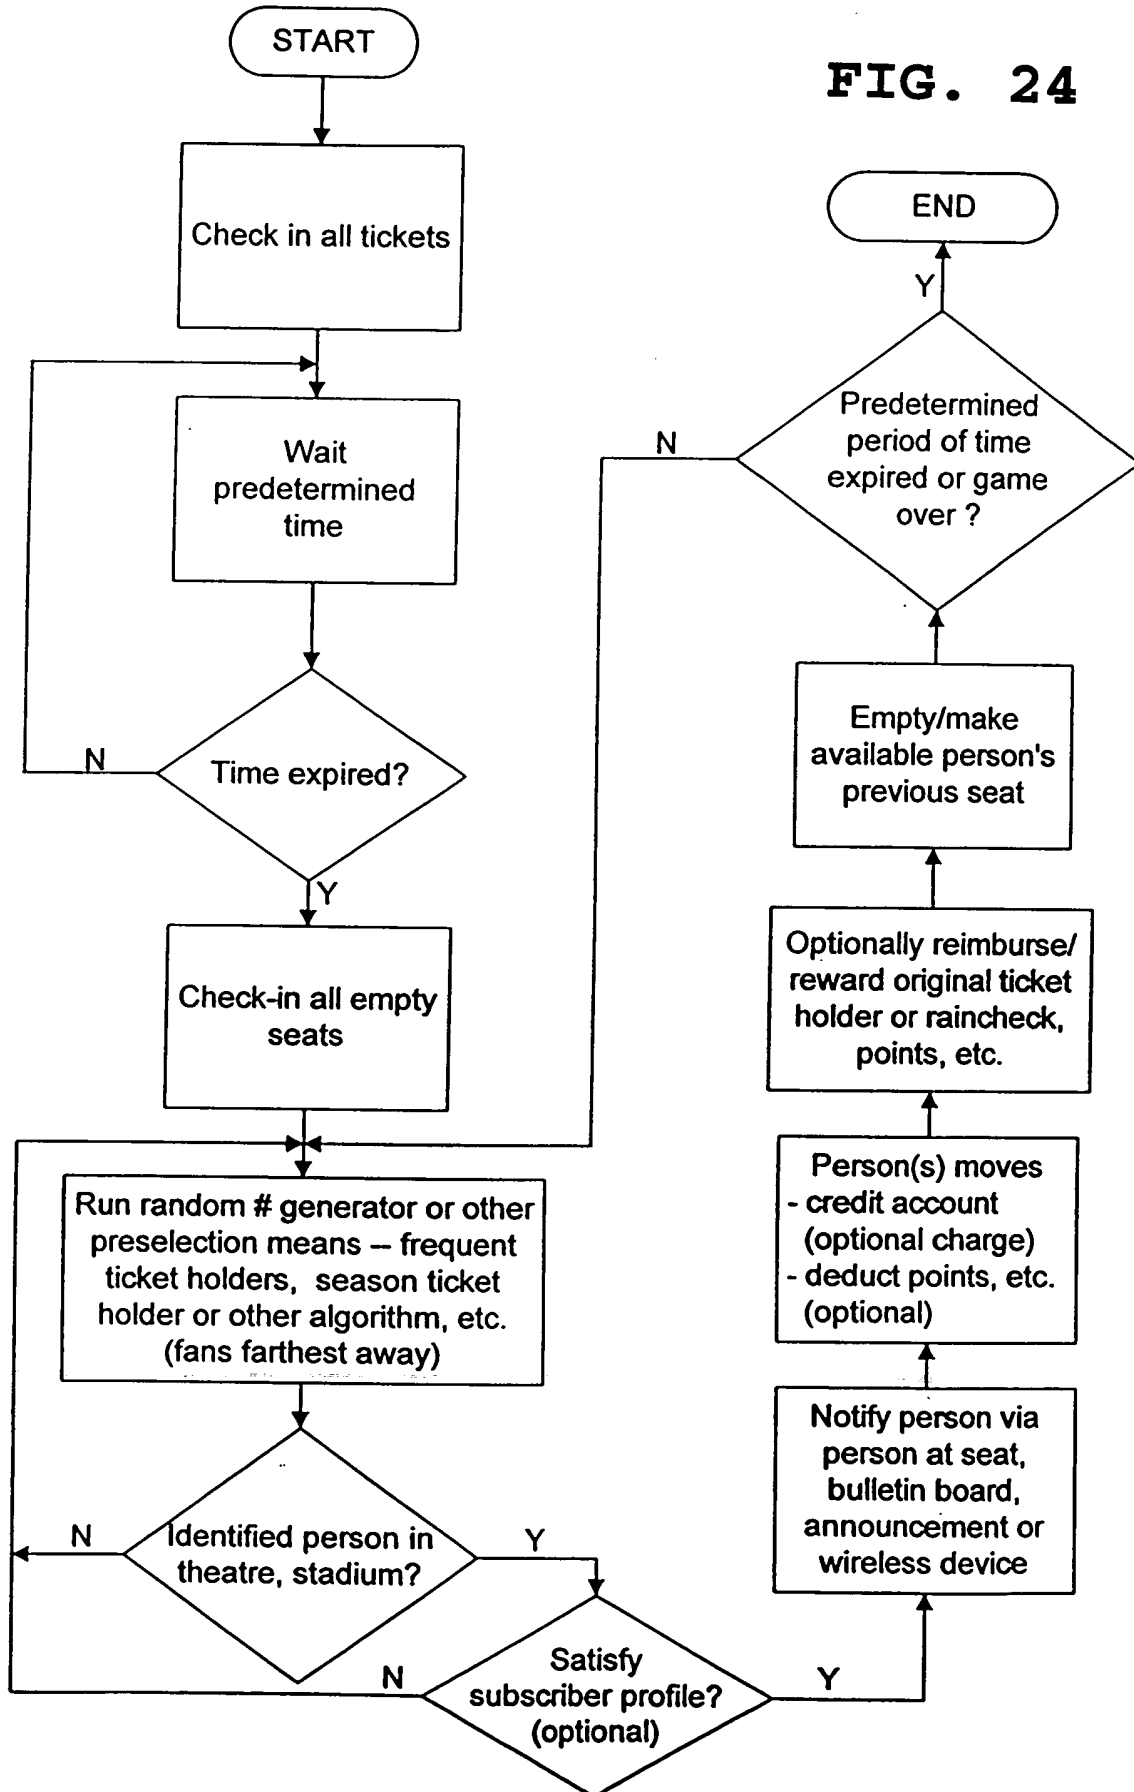 START
FIG. 24
Check in all tickets
Wait
predetermined
time
N
Time expired?
Y
Check-in all empty
seats
Run random # generator or other
preselection means -- frequent
ticket holders, season ticket
holder or other algorithm, etc.
(fans farthest away)
N
Identified person in
theatre, stadium?
Y
N
Satisfy
subscriber profile?
(optional)
Y
Notify person via
person at seat,
bulletin board,
announcement or
wireless device
Person(s) moves
- credit account
(optional charge)
- deduct points, etc.
(optional)
Optionally reimburse/
reward original ticket
holder or raincheck,
points, etc.
Empty/make
available person's
previous seat
Predetermined
period of time
expired or game
over ?
N
Y
END